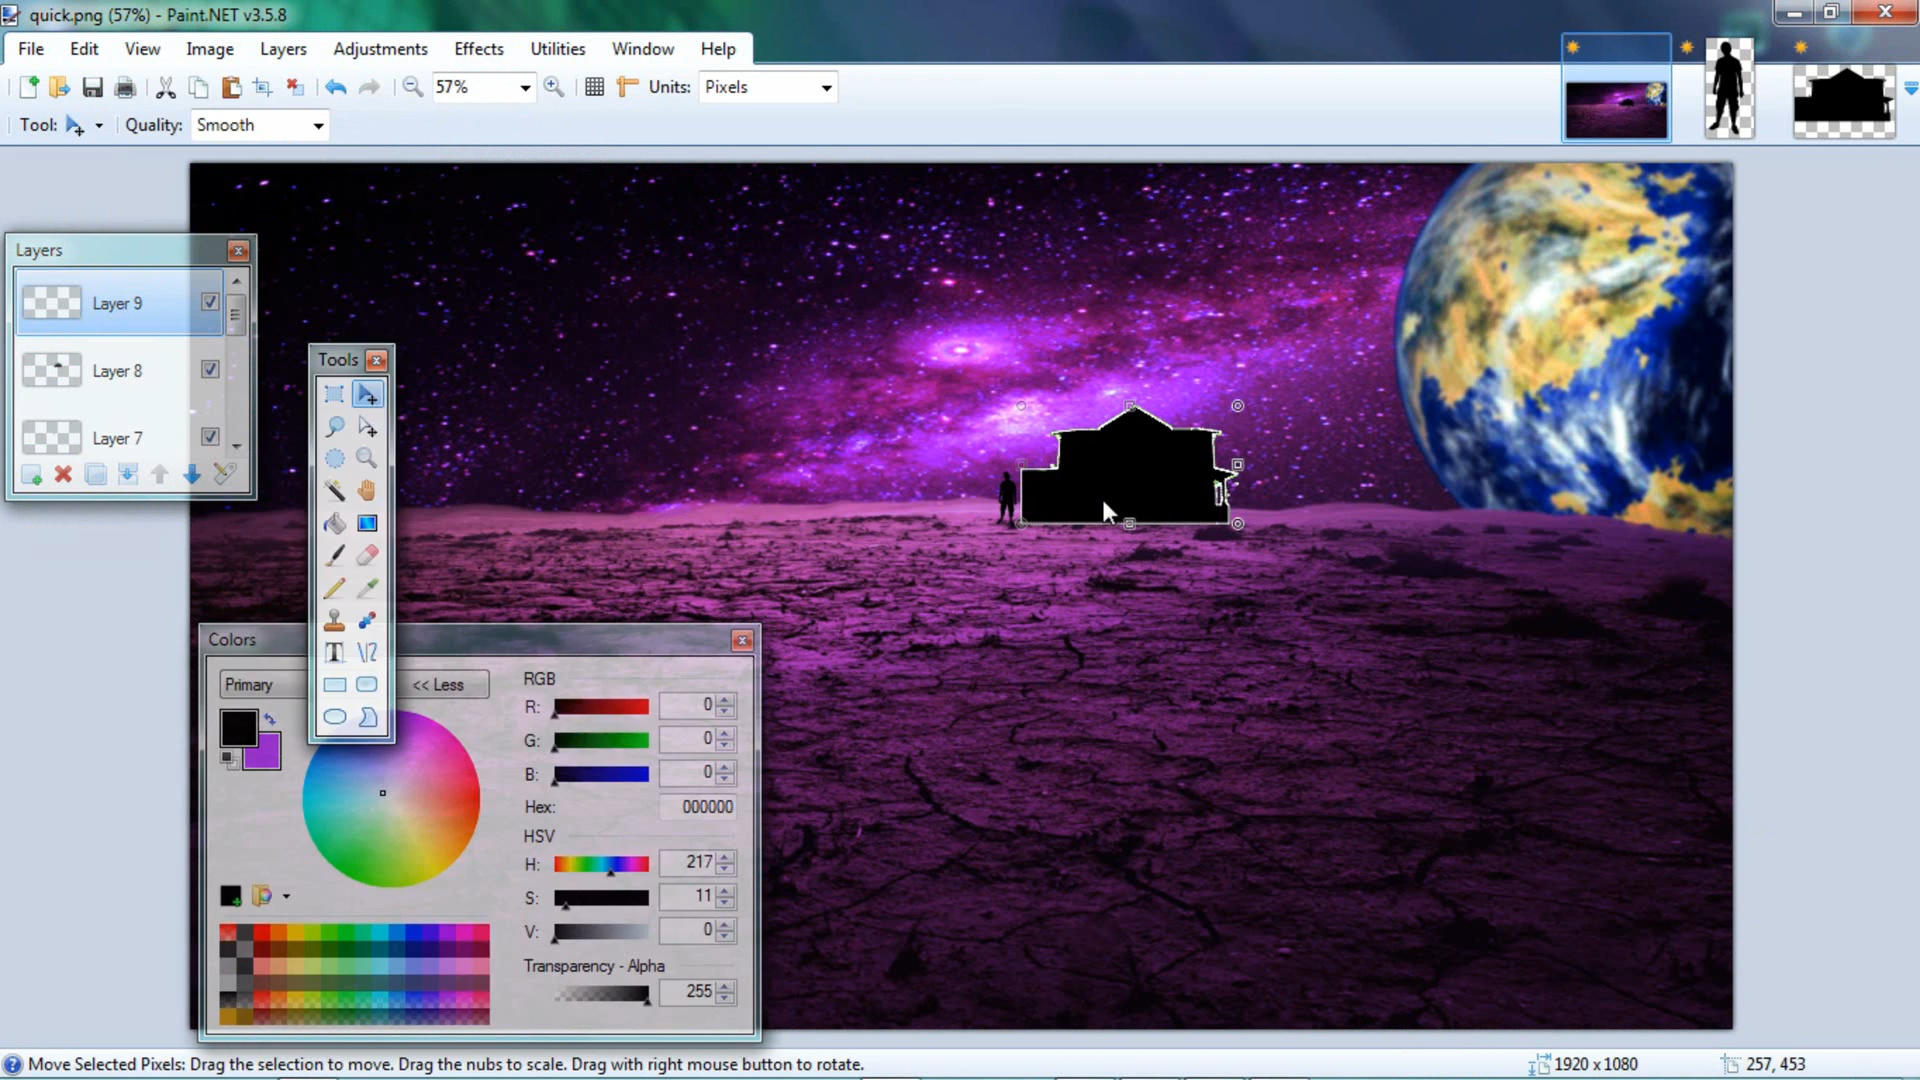 quick.png (57%) - Paint.NET v3.5.8
File Edit View Image Layers Adjustments Effects Utilities Window Help
57% Units: Pixels
Tool: Quality: Smooth
Layers
Layer 9
Layer 8
Layer 7
Tools
Colors
Primary << Less RGB
R: 0
G: 0
B: 0
Hex: 000000
HSV
H: 217
S: 11
V: 0
Transparency - Alpha
255
Move Selected Pixels: Drag the selection to move. Drag the nubs to scale. Drag with right mouse button to rotate. 1920 x 1080 257, 453